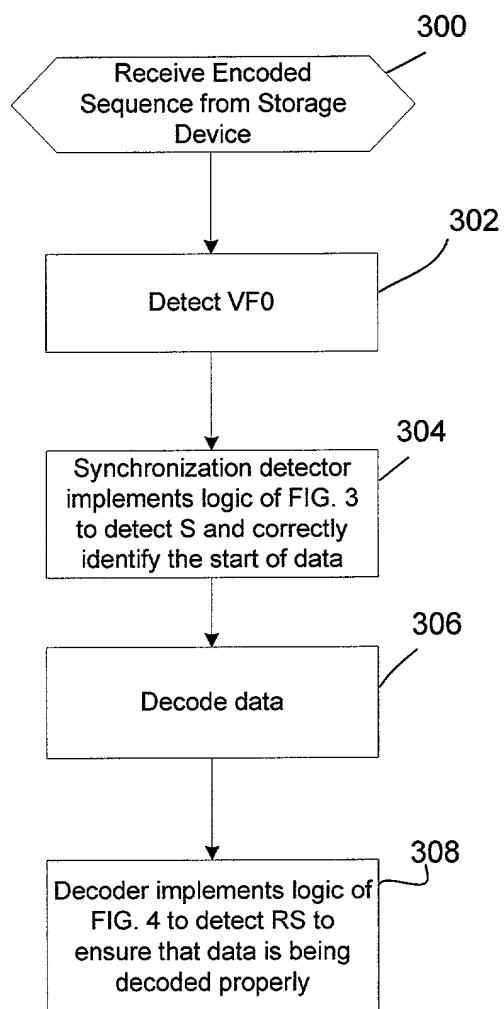 300
Receive Encoded
Sequence from Storage
Device
302
Detect VF0
304
Synchronization detector
implements logic of FIG. 3
to detect S and correctly
identify the start of data
306
Decode data
308
Decoder implements logic of
FIG. 4 to detect RS to
ensure that data is being
decoded properly